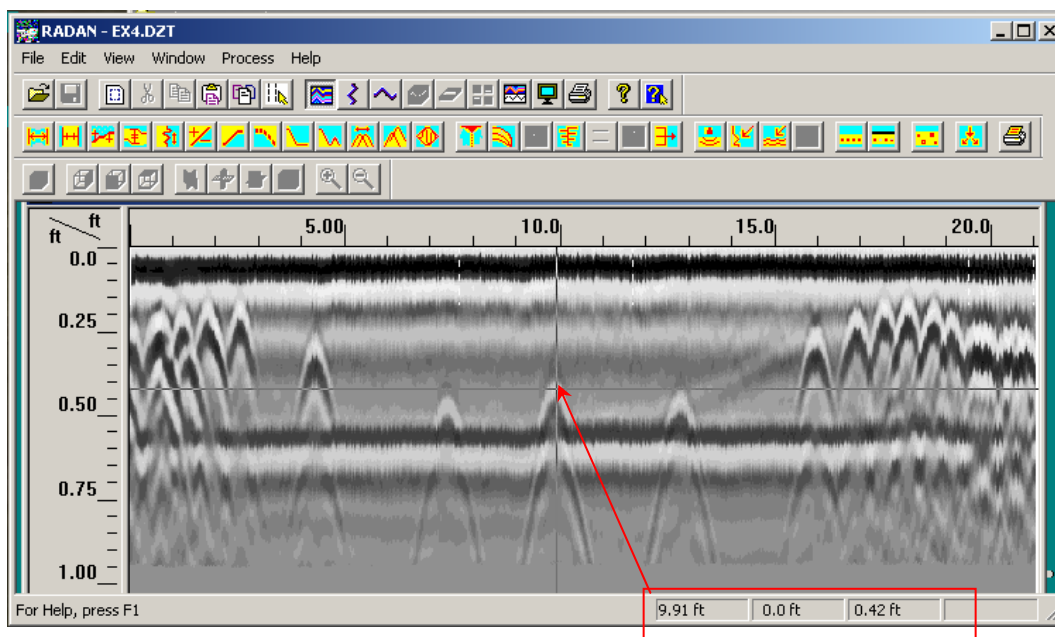 RADAN - EX4.DZT
File Edit View Window Process Help
ft
ft
5.00 10.0 15.0 20.0
0.0
0.25
0.50
0.75
1.00
For Help, press F1 9.91 ft 0.0 ft 0.42 ft